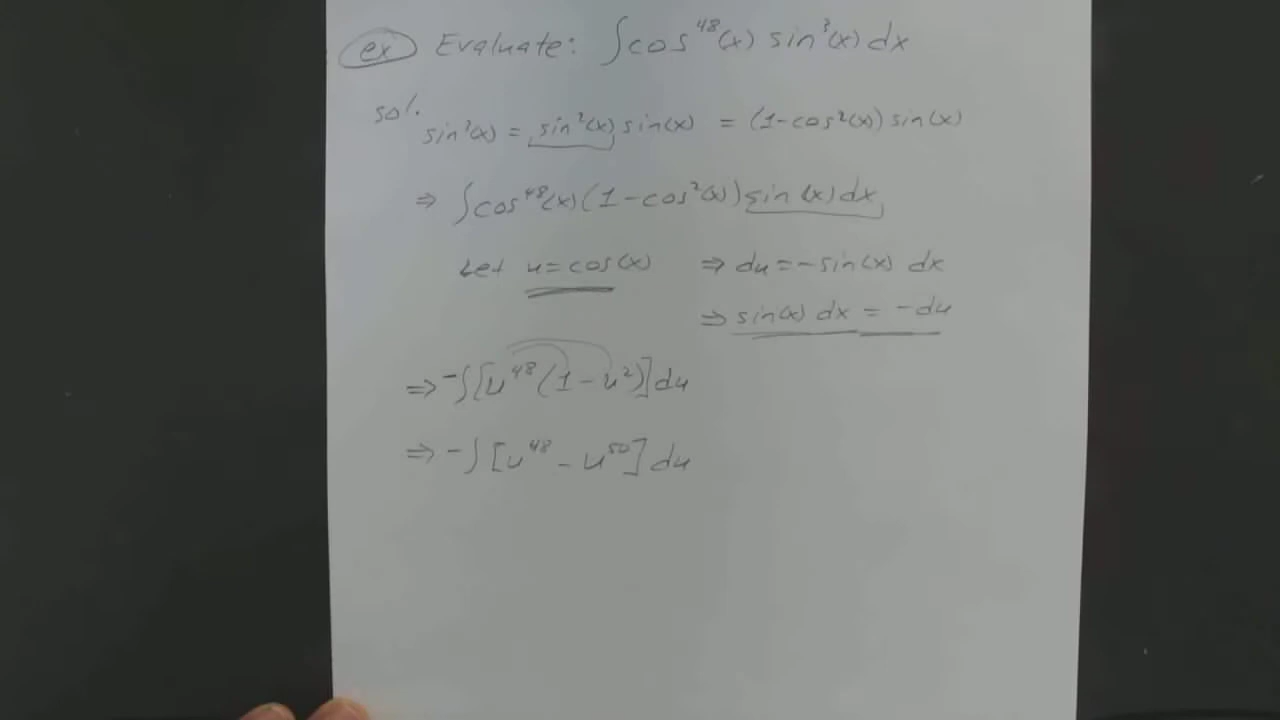 ex Evaluate: ∫cos⁴⁸(x) sin³(x) dx
sol.
sin³(x) = sin²(x) sin(x) = (1-cos²(x)) sin(x)
⇒ ∫cos⁴⁸(x)(1-cos²(x)) sin(x) dx
Let u=cos(x) ⇒ du=-sin(x) dx
⇒ sin(x) dx = -du
⇒ -∫[u⁴⁸(1-u²)]du
⇒ -∫[u⁴⁸-u⁵⁰]du